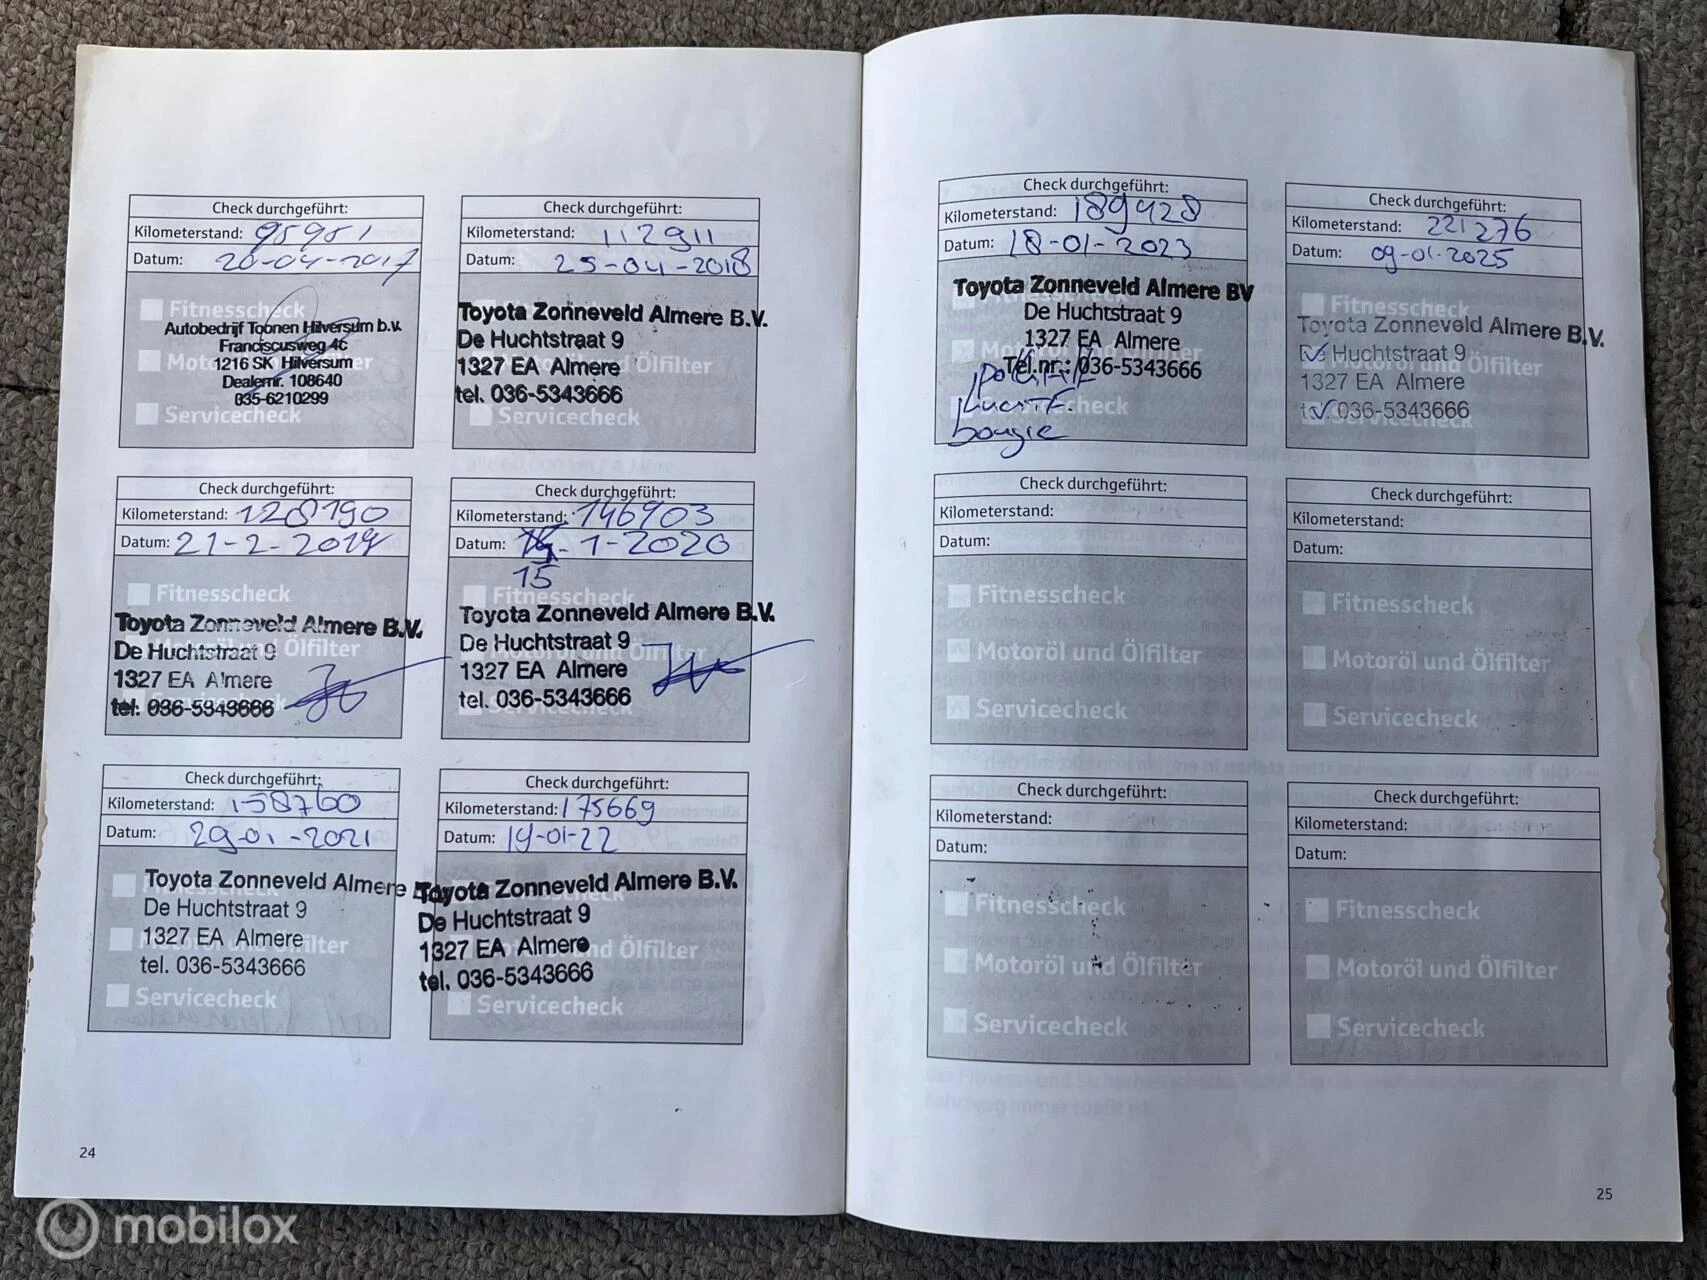 Check durchgeführt:
Kilometerstand: 95951
Datum: 20-04-2017
Fitnesscheck
Autobedrijf Toonen Hilversum b.v.
Franciscusweg 4c
1216 SK Hilversum
Dealernr. 108640
035-6210299
Servicecheck
Check durchgeführt:
Kilometerstand: 112911
Datum: 25-04-2018
Toyota Zonneveld Almere B.V.
De Huchtstraat 9
1327 EA Almere
tel. 036-5343666
Servicecheck
Check durchgeführt:
Kilometerstand: 128190
Datum: 21-2-2019
Fitnesscheck
Toyota Zonneveld Almere B.V.
De Huchtstraat 9
1327 EA Almere
tel. 036-5343666
Check durchgeführt:
Kilometerstand: 146903
Datum: 15-1-2020
Fitnesscheck
Toyota Zonneveld Almere B.V.
De Huchtstraat 9
1327 EA Almere
tel. 036-5343666
Servicecheck
Check durchgeführt:
Kilometerstand: 158760
Datum: 29-01-2021
Toyota Zonneveld Almere
De Huchtstraat 9
1327 EA Almere
tel. 036-5343666
Servicecheck
Check durchgeführt:
Kilometerstand: 175669
Datum: 19-01-22
Toyota Zonneveld Almere B.V.
De Huchtstraat 9
1327 EA Almere
tel. 036-5343666
Servicecheck
24
Check durchgeführt:
Kilometerstand: 189428
Datum: 18-01-2023
Toyota Zonneveld Almere BV
De Huchtstraat 9
1327 EA Almere
Tel.nr.: 036-5343666
Servicecheck
bougie
Check durchgeführt:
Kilometerstand: 221276
Datum: 09-01-2025
Fitnesscheck
Toyota Zonneveld Almere B.V.
De Huchtstraat 9
1327 EA Almere
tel. 036-5343666
Servicecheck
Check durchgeführt:
Kilometerstand:
Datum:
Fitnesscheck
Motoröl und Ölfilter
Servicecheck
Check durchgeführt:
Kilometerstand:
Datum:
Fitnesscheck
Motoröl und Ölfilter
Servicecheck
Check durchgeführt:
Kilometerstand:
Datum:
Fitnesscheck
Motoröl und Ölfilter
Servicecheck
Check durchgeführt:
Kilometerstand:
Datum:
Fitnesscheck
Motoröl und Ölfilter
Servicecheck
25
mobilox